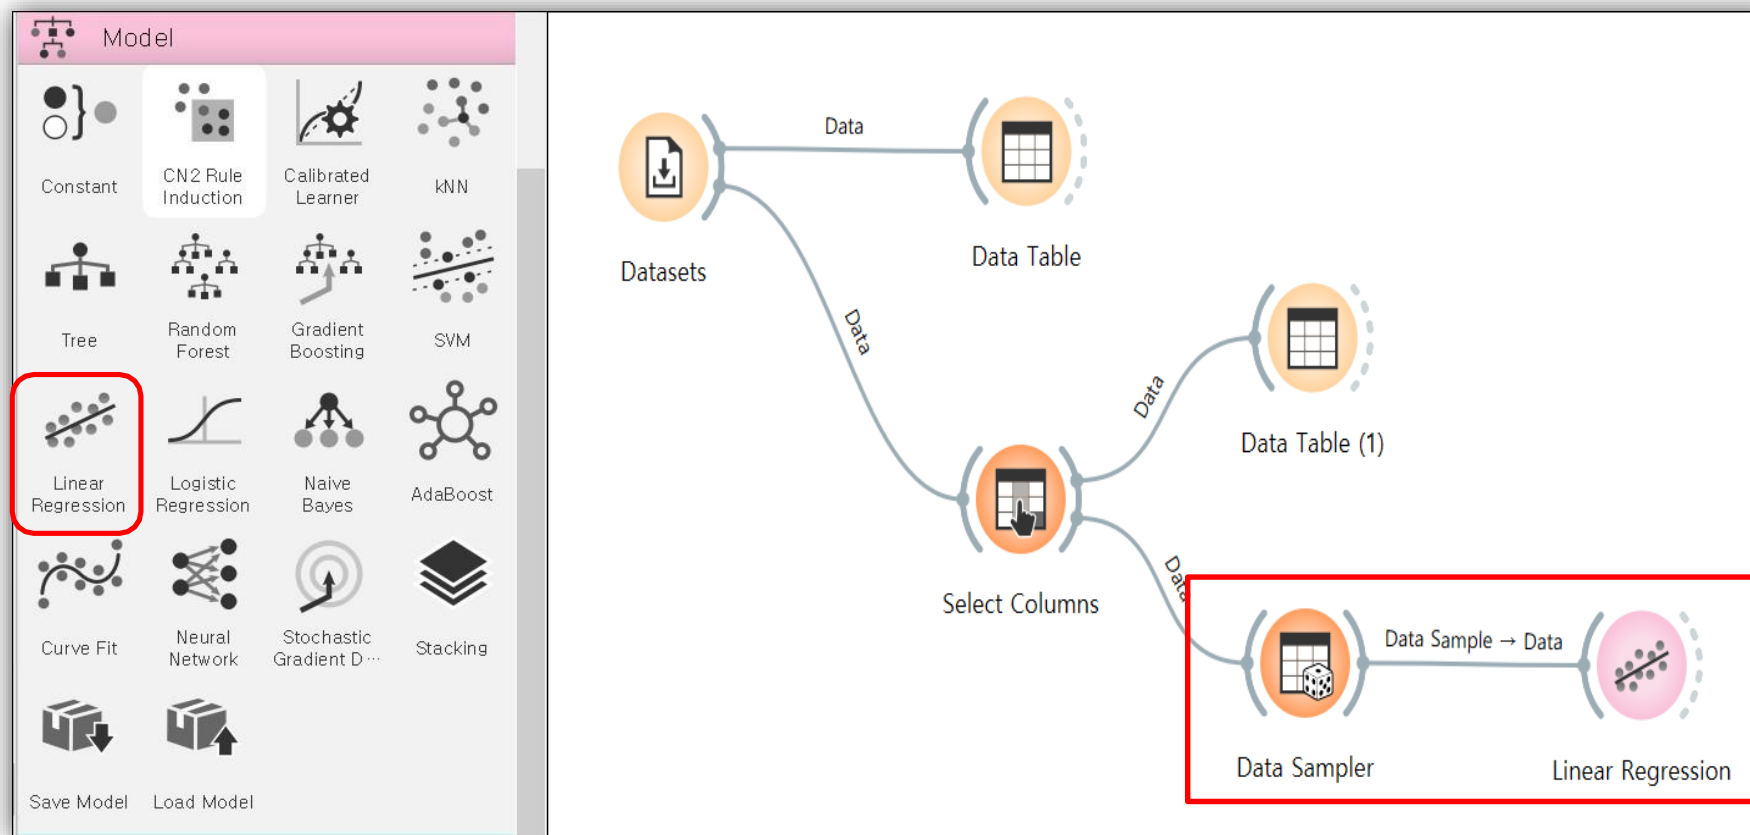 Model
Constant
CN2 Rule
Induction
Calibrated
Learner
kNN
Tree
Random
Forest
Gradient
Boosting
SVM
Linear
Regression
Logistic
Regression
Naive
Bayes
AdaBoost
Curve Fit
Neural
Network
Stochastic
Gradient D ···
Stacking
Save Model
Load Model
Datasets
Data
Data Table
Data
Data
Data Table (1)
Select Columns
Data
Data Sampler
Data Sample → Data
Linear Regression